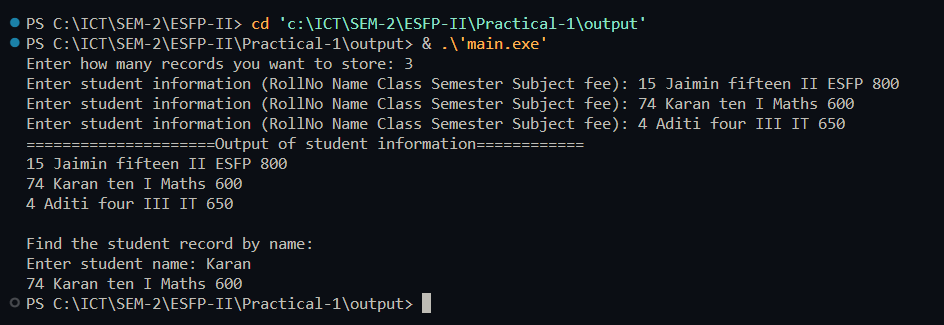 PS C:\ICT\SEM-2\ESFP-II> cd 'c:\ICT\SEM-2\ESFP-II\Practical-1\output'
PS C:\ICT\SEM-2\ESFP-II\Practical-1\output> & .\'main.exe'
Enter how many records you want to store: 3
Enter student information (RollNo Name Class Semester Subject fee): 15 Jaimin fifteen II ESFP 800
Enter student information (RollNo Name Class Semester Subject fee): 74 Karan ten I Maths 600
Enter student information (RollNo Name Class Semester Subject fee): 4 Aditi four III IT 650
=====================Output of student information============
15 Jaimin fifteen II ESFP 800
74 Karan ten I Maths 600
4 Aditi four III IT 650
Find the student record by name:
Enter student name: Karan
74 Karan ten I Maths 600
PS C:\ICT\SEM-2\ESFP-II\Practical-1\output>